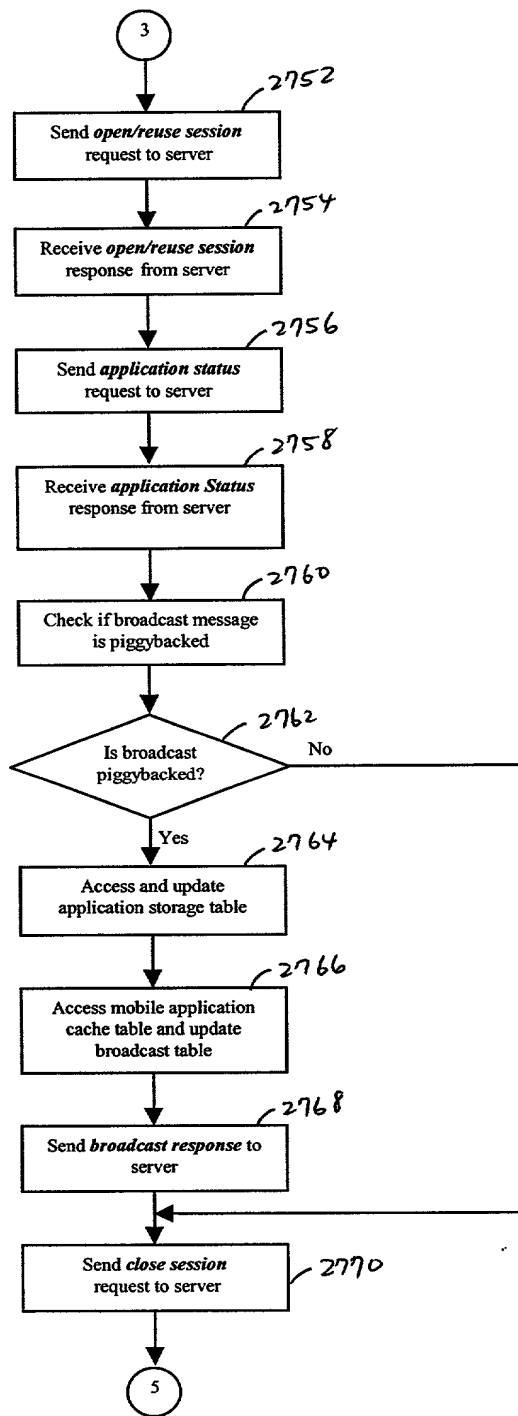 3
2752
Send open/reuse session
request to server
2754
Receive open/reuse session
response from server
2756
Send application status
request to server
2758
Receive application Status
response from server
2760
Check if broadcast message
is piggybacked
2762
Is broadcast
piggybacked?
No
Yes
2764
Access and update
application storage table
2766
Access mobile application
cache table and update
broadcast table
2768
Send broadcast response to
server
2770
Send close session
request to server
5